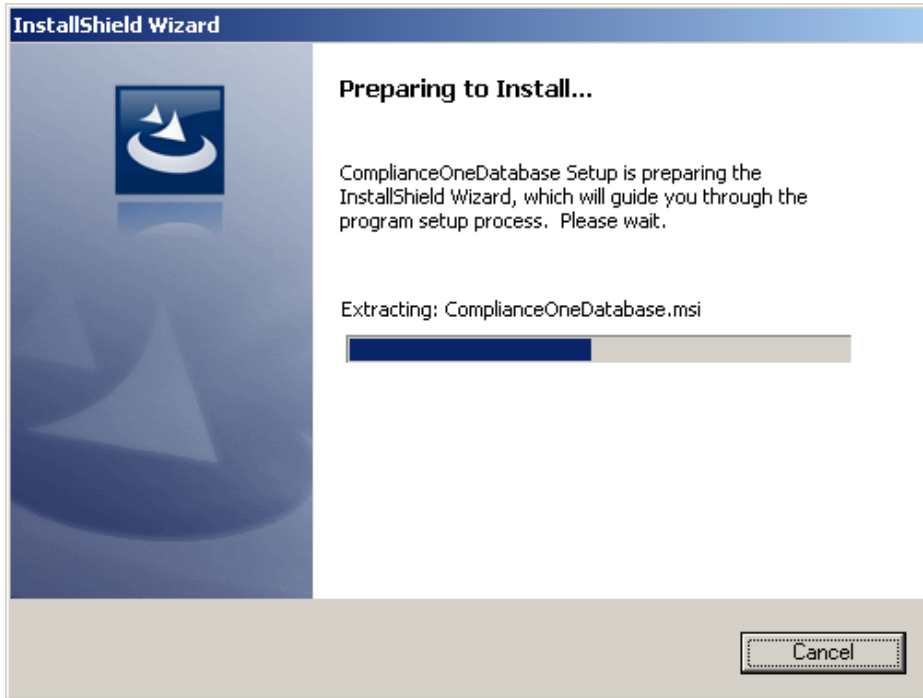 InstallShield Wizard
Preparing to Install...
ComplianceOneDatabase Setup is preparing the
InstallShield Wizard, which will guide you through the
program setup process.  Please wait.
Extracting: ComplianceOneDatabase.msi
Cancel